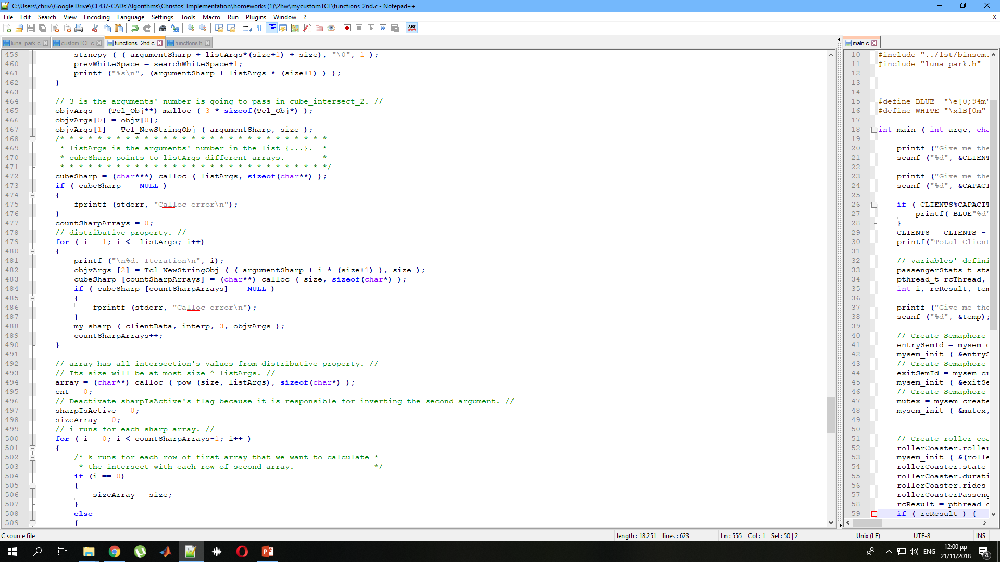 C:\Users\chriv\Google Drive\CE437-CADs'Algorithms\Christos' Implementation\homeworks (1)\2hw\mycustomTCL\functions_2nd.c - Notepad++
File Edit Search View Encoding Language Settings Tools Macro Run Plugins Window ? X
luna_park.c customTCL.c functions_2nd.c functions.h
459 strncpy ( ( argumentSharp + listArgs*(size+1) + size), "\0", 1 );
460 prevWhiteSpace = searchWhiteSpace+1;
461 printf ("%s\n", (argumentSharp + listArgs * (size+1) ) );
462 }
463
464 // 3 is the arguments' number is going to pass in cube_intersect_2. //
465 objvArgs = (Tcl_Obj**) malloc ( 3 * sizeof(Tcl_Obj*) );
466 objvArgs[0] = objv[0];
467 objvArgs[1] = Tcl_NewStringObj ( argumentSharp, size );
468 /* * * * * * * * * * * * * * * * * * * * * * * * * * * * *
469 * listArgs is the arguments' number in the list {...}. *
470 * cubeSharp points to listArgs different arrays. *
471 * * * * * * * * * * * * * * * * * * * * * * * * * * * * */
472 cubeSharp = (char***) calloc ( listArgs, sizeof(char**) );
473 if ( cubeSharp == NULL )
474 {
475 fprintf (stderr, "Calloc error\n");
476 }
477 countSharpArrays = 0;
478 // distributive property. //
479 for ( i = 1; i <= listArgs; i++)
480 {
481 printf ("\n%d. Iteration\n", i);
482 objvArgs [2] = Tcl_NewStringObj ( ( argumentSharp + i * (size+1) ), size );
483 cubeSharp [countSharpArrays] = (char**) calloc ( size, sizeof(char*) );
484 if ( cubeSharp [countSharpArrays] == NULL )
485 {
486 fprintf (stderr, "Calloc error\n");
487 }
488 my_sharp ( clientData, interp, 3, objvArgs );
489 countSharpArrays++;
490 }
491
492 // array has all intersection's values from distributive property. //
493 // Its size will be at most size ^ listArgs. //
494 array = (char**) calloc ( pow (size, listArgs), sizeof(char*) );
495 cnt = 0;
496 // Deactivate sharpIsActive's flag because it is responsible for inverting the second argument. //
497 sharpIsActive = 0;
498 sizeArray = 0;
499 // i runs for each sharp array. //
500 for ( i = 0; i < countSharpArrays-1; i++ )
501 {
502 /* k runs for each row of first array that we want to calculate *
503 * the intersect with each row of second array. */
504 if (i == 0)
505 {
506 sizeArray = size;
507 }
508 else
509 {
main.c
10 #include "../1st/binsem.
11 #include "luna_park.h"
12
13
14
15 #define BLUE "\e[0;94m"
16 #define WHITE "\x1B[0m"
17
18 int main ( int argc, cha
19
20 printf ("Give me the
21 scanf ("%d", &CLIENT
22
23 printf ("Give me the
24 scanf ("%d", &CAPACI
25
26 if ( CLIENTS%CAPACIT
27 printf( BLUE"%d"
28 }
29 CLIENTS = CLIENTS -
30 printf("Total Client
31
32 // variables' defini
33 passengerStats_t sta
34 pthread_t rcThread,
35 int i, rcResult, tem
36
37 printf ("Give me the
38 scanf ("%d", &temp);
39
40 // Create Semaphore
41 entrySemId = mysem_c
42 mysem_init ( &entryS
43 // Create Semaphore
44 exitSemId = mysem_cr
45 mysem_init ( &exitSe
46 // Create Semaphore
47 mutex = mysem_create
48 mysem_init ( &mutex,
49
50
51 // Create roller coa
52 rollerCoaster.roller
53 mysem_init ( &(rolle
54 rollerCoaster.state
55 rollerCoaster.durati
56 rollerCoaster.rides
57 rollerCoasterPasseng
58 rcResult = pthread_c
59 if ( rcResult ) {
C source file length : 18.251 lines : 623 Ln : 555 Col : 1 Sel : 50 | 2 Unix (LF) UTF-8 INS
ENG 12:00 μμ
21/11/2018 4